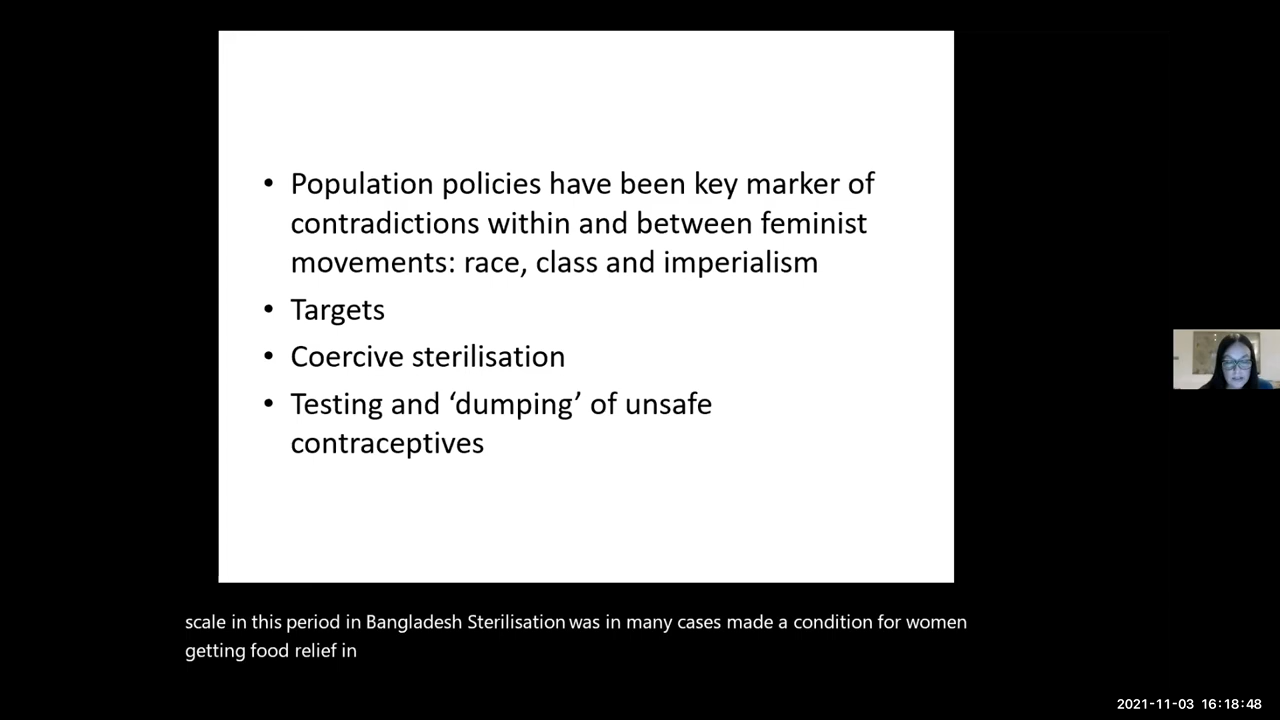 • Population policies have been key marker of
contradictions within and between feminist
movements: race, class and imperialism
• Targets
• Coercive sterilisation
• Testing and ‘dumping’ of unsafe
contraceptives
scale in this period in Bangladesh Sterilisation was in many cases made a condition for women
getting food relief in
2021-11-03 16:18:48